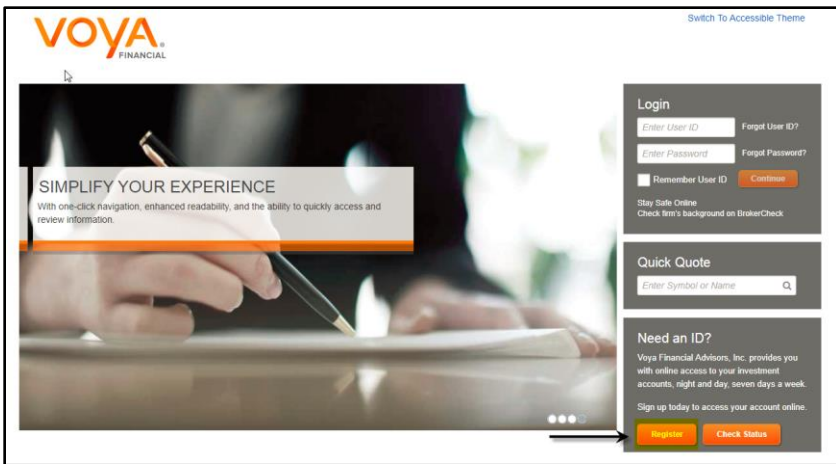 Switch To Accessible Theme
VOYA®
FINANCIAL
SIMPLIFY YOUR EXPERIENCE
With one-click navigation, enhanced readability, and the ability to quickly access and
review information.
Login
Enter User ID
Forgot User ID?
Enter Password
Forgot Password?
Remember User ID
Continue
Stay Safe Online
Check firm's background on BrokerCheck
Quick Quote
Enter Symbol or Name
Need an ID?
Voya Financial Advisors, Inc. provides you
with online access to your investment
accounts, night and day, seven days a week.
Sign up today to access your account online.
Register
Check Status